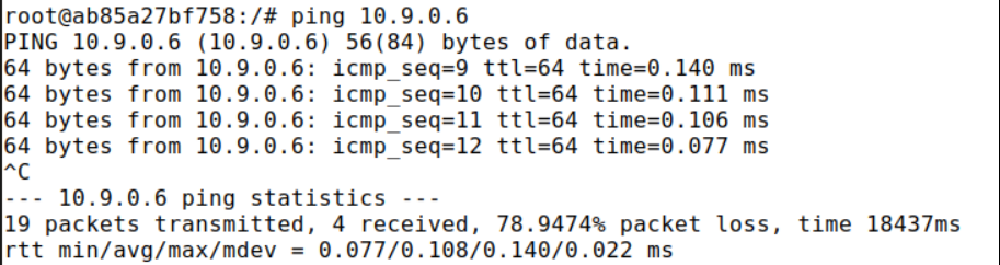 root@ab85a27bf758:/# ping 10.9.0.6
PING 10.9.0.6 (10.9.0.6) 56(84) bytes of data.
64 bytes from 10.9.0.6: icmp_seq=9 ttl=64 time=0.140 ms
64 bytes from 10.9.0.6: icmp_seq=10 ttl=64 time=0.111 ms
64 bytes from 10.9.0.6: icmp_seq=11 ttl=64 time=0.106 ms
64 bytes from 10.9.0.6: icmp_seq=12 ttl=64 time=0.077 ms
^C
--- 10.9.0.6 ping statistics ---
19 packets transmitted, 4 received, 78.9474% packet loss, time 18437ms
rtt min/avg/max/mdev = 0.077/0.108/0.140/0.022 ms